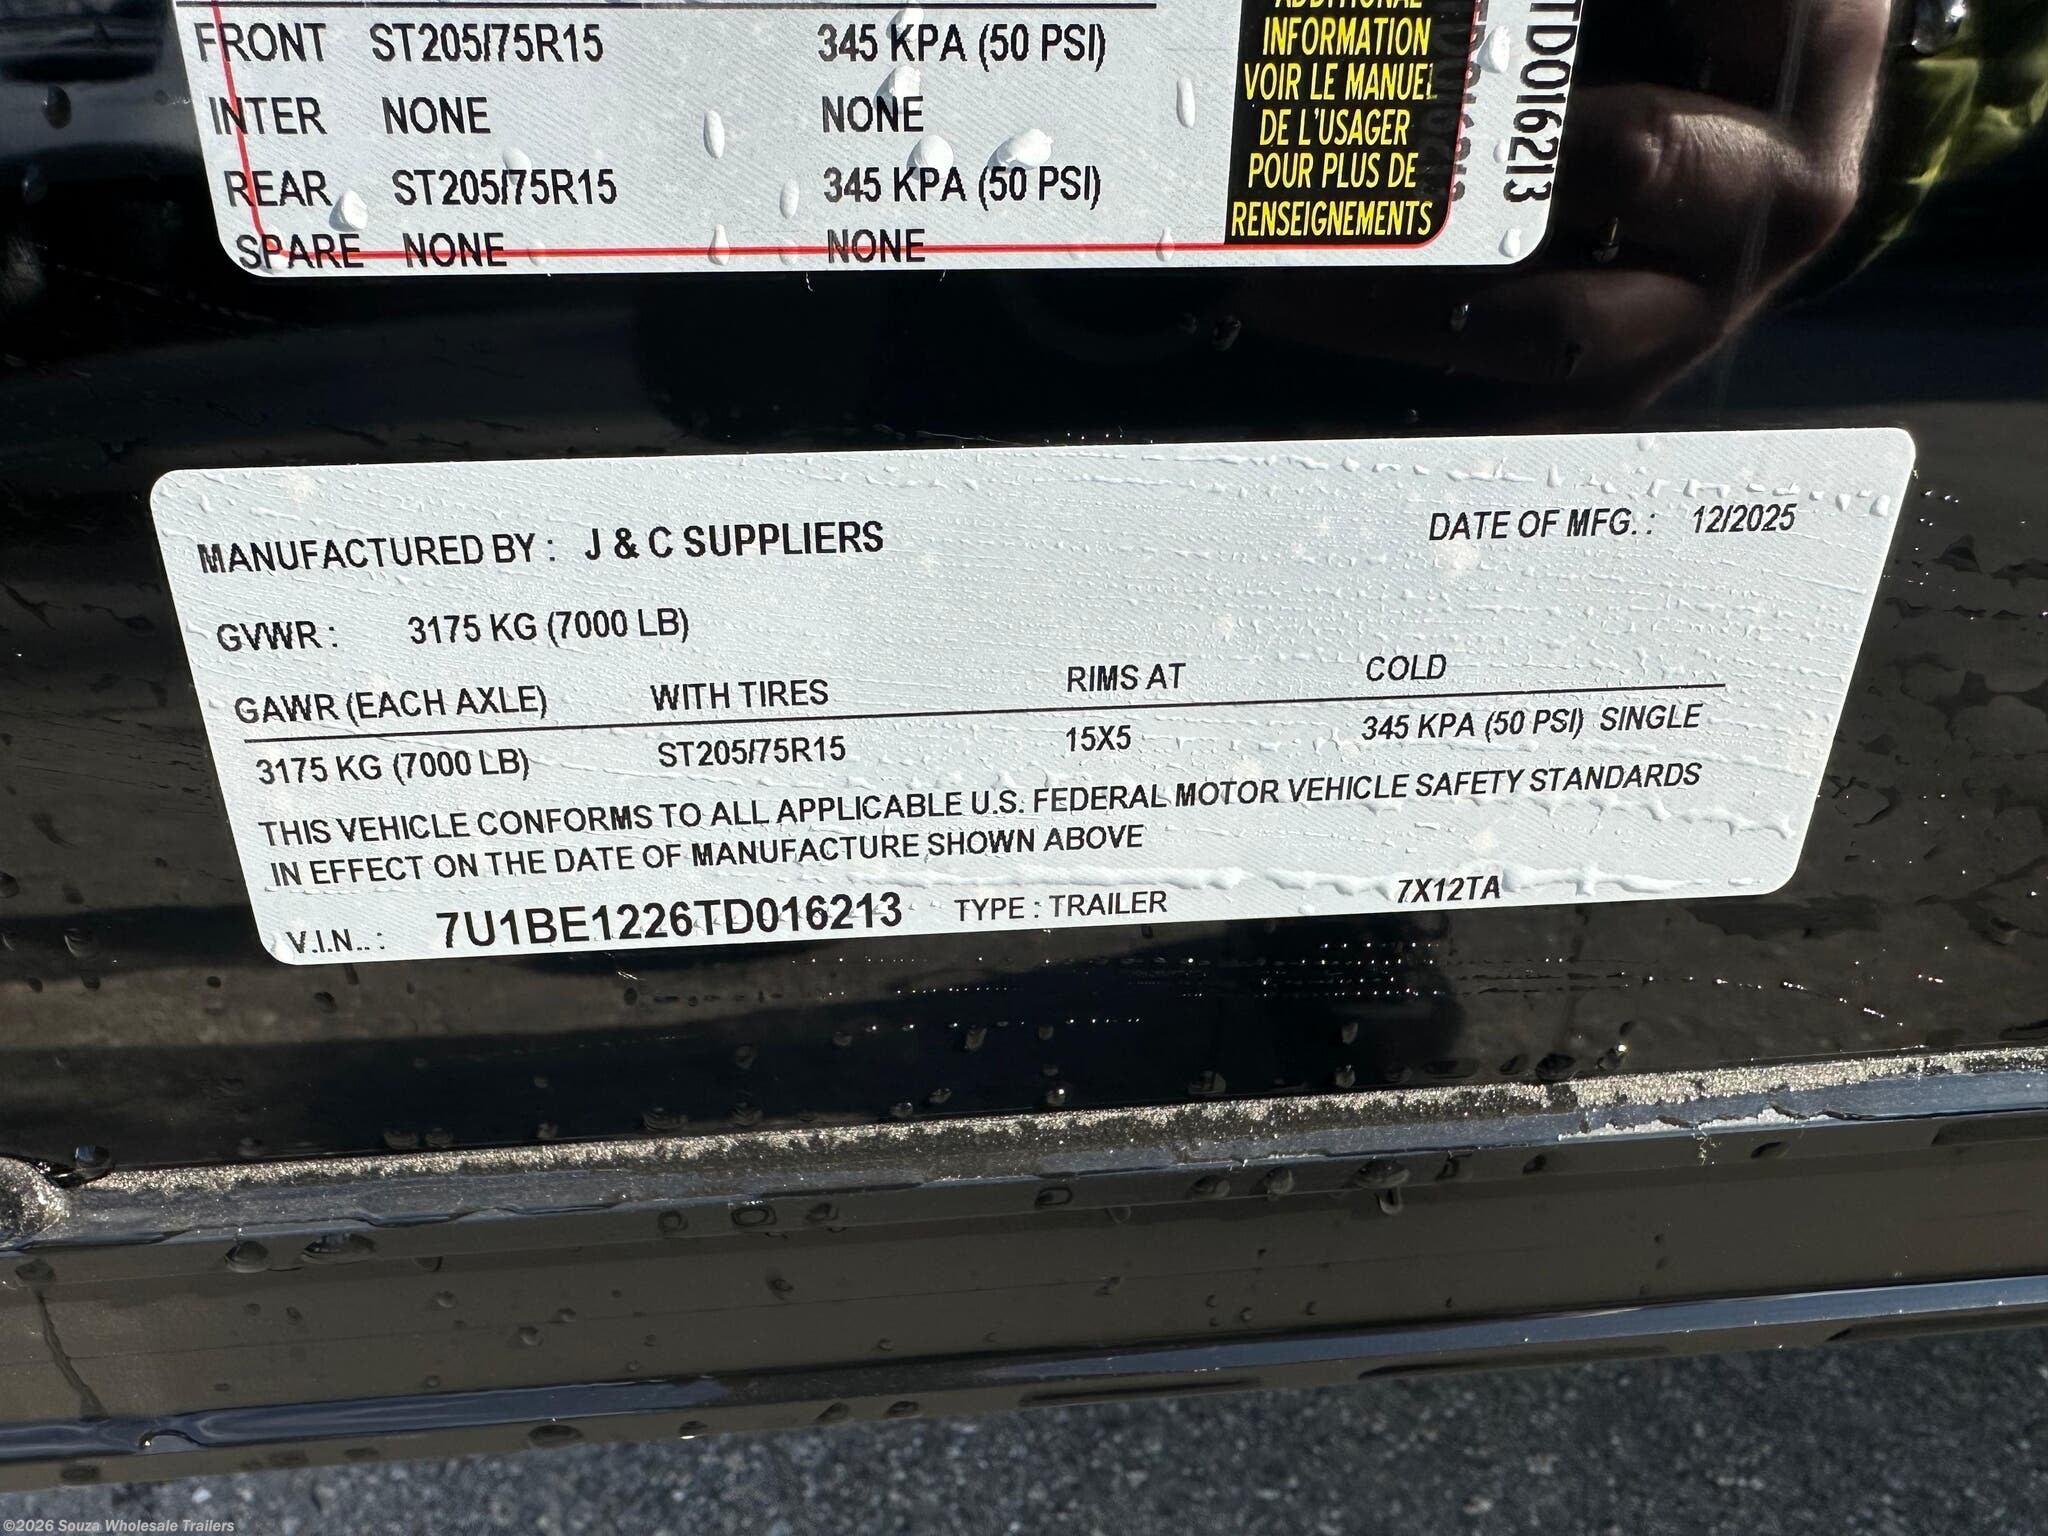 FRONT ST205/75R15 345 KPA (50 PSI)
INTER NONE NONE
REAR ST205/75R15 345 KPA (50 PSI)
SPARE NONE NONE
ADDITIONAL
INFORMATION
VOIR LE MANUEL
DE L'USAGER
POUR PLUS DE
RENSEIGNEMENTS
TD016213
MANUFACTURED BY : J & C SUPPLIERS DATE OF MFG. : 12/2025
GVWR : 3175 KG (7000 LB)
GAWR (EACH AXLE) WITH TIRES RIMS AT COLD
3175 KG (7000 LB) ST205/75R15 15X5 345 KPA (50 PSI) SINGLE
THIS VEHICLE CONFORMS TO ALL APPLICABLE U.S. FEDERAL MOTOR VEHICLE SAFETY STANDARDS
IN EFFECT ON THE DATE OF MANUFACTURE SHOWN ABOVE
V.I.N.. : 7U1BE1226TD016213 TYPE : TRAILER 7X12TA
©2026 Souza Wholesale Trailers